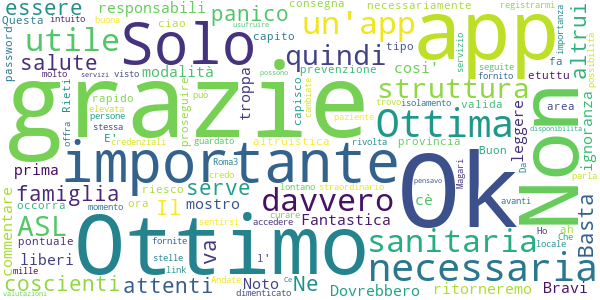 essere
responsabili
ciao
panico
consegna
un'app
necessariamente
registrarmi
Questa
intuito
buona
usufruire
utile
Solo
app
password
salute
molto
servizi
visto
capito
modalità
quindi
tipo
così'
prevenzione
servizio
fa
importanza
altrui
possibilità
Rieti
grazie
troppa
capisco
possono
cambiate
struttura
seguite
fornito
etuttu
Non
rapido
offra
persone
può
stessa
credenziali
guardato
proseguire
altruistica
Roma3
rivolta
isolamento
trovo
paziente
Ottima
valida
area
leggere
ignoranza
disponibilita
E'
provincia
Buon
prima
importante
Ok
Da
parla
famiglia
riesco
serve
credo
lontano
straordinario
pensavo
Magari
commentare
occorra
Il
mostro
davvero
cè
Basta
ASL
ora
momento
Ottimo
sentirsi
accedere
Fantastica
curare
sanitaria
avanti
ah
pontuale
fornite
l'
Ho
Che
locale
liberi
stelle
va
necessaria
mille
link
Noto
Ne
ritorneremo
Bravi
coscienti
attenti
Andate
dimenticato
Ce
Dovrebbero
valutazioni